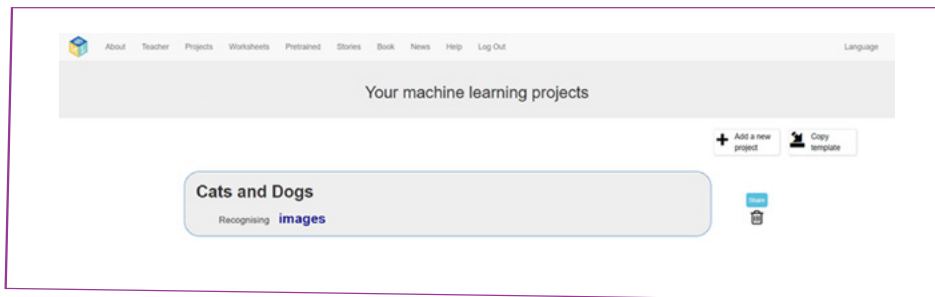 About Teacher Projects Worksheets Pretrained Stories Book News Help Log Out Language
Your machine learning projects
Add a new project
Copy template
Cats and Dogs
Share
Recognising images